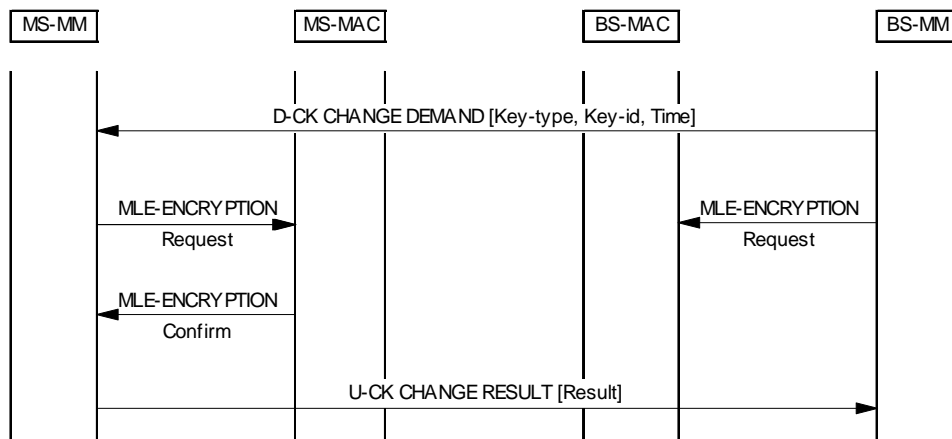 MS-MM MS-MAC BS-MAC BS-MM
D-CK CHANGE DEMAND [Key-type, Key-id, Time]
MLE-ENCRYPTION MLE-ENCRYPTION
Request Request
MLE-ENCRYPTION
Confirm
U-CK CHANGE RESULT [Result]